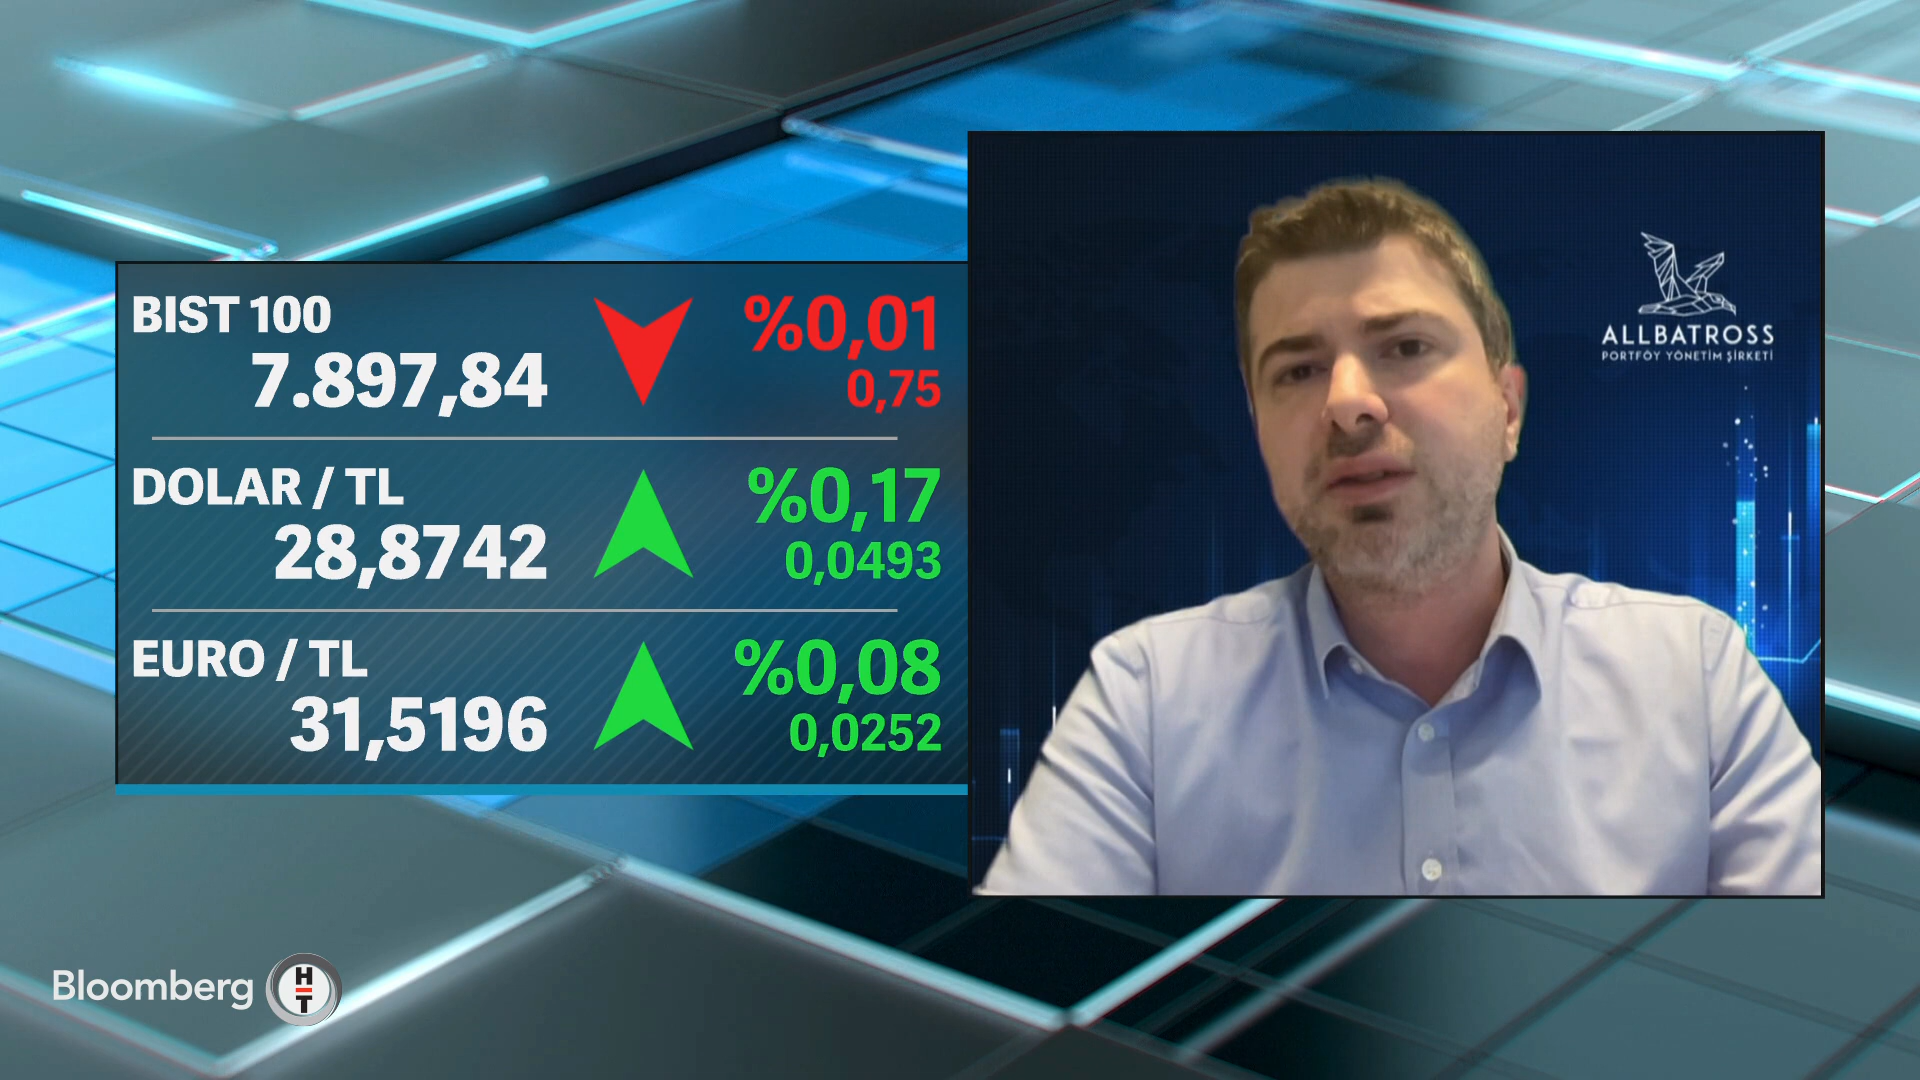 BIST 100
7.897,84
%0,01
0,75
DOLAR / TL
28,8742
%0,17
0,0493
EURO / TL
31,5196
%0,08
0,0252
ALLBATROSS
PORTFÖY YÖNETİM ŞİRKETİ
Bloomberg HT